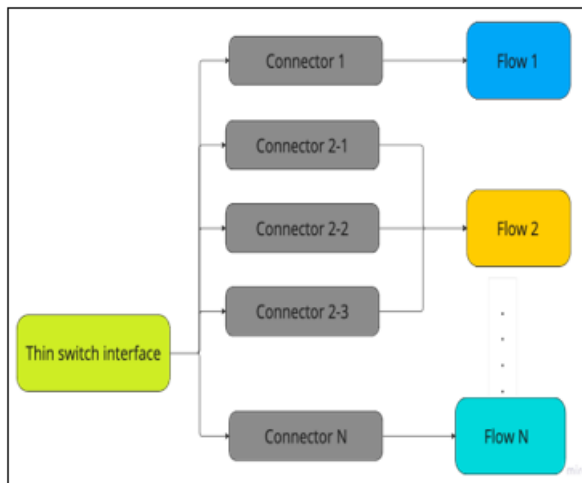 Connector 1
Flow 1
Connector 2-1
Connector 2-2
Flow 2
Connector 2-3
Thin switch interface
Connector N
Flow N